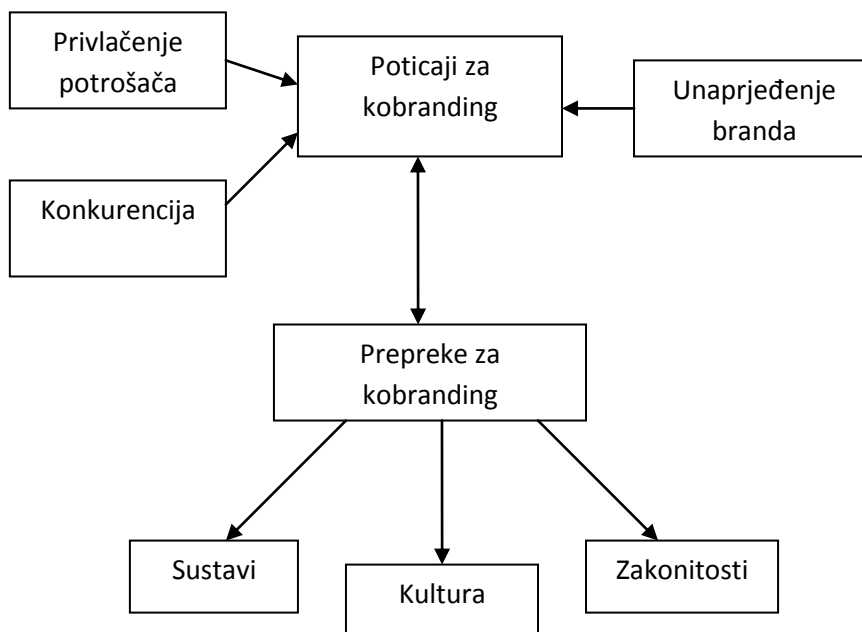 Privlačenje
potrošača
Poticaji za
kobranding
Unaprjeđenje
branda
Konkurencija
Prepreke za
kobranding
Sustavi
Kultura
Zakonitosti